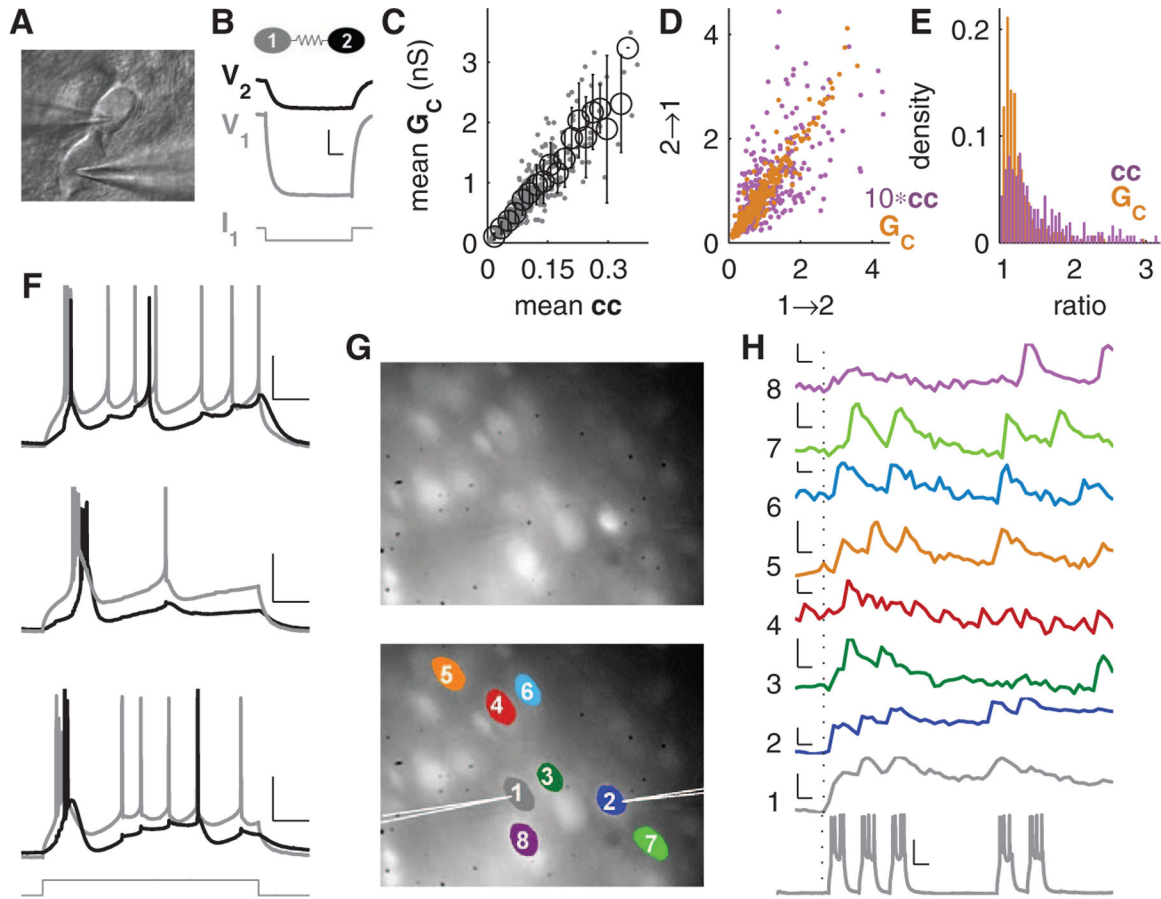 A
B
1 2
V2
V1
I1
C
mean GC (nS)
3
2
1
0
0 0.15 0.3
mean cc
D
2→1
4
2
0
0 2 4
1→2
10*cc
GC
E
density
0.2
0.1
0
1 2 3
ratio
cc
GC
F
G
5
4
6
3
1
2
8
7
H
8
7
6
5
4
3
2
1